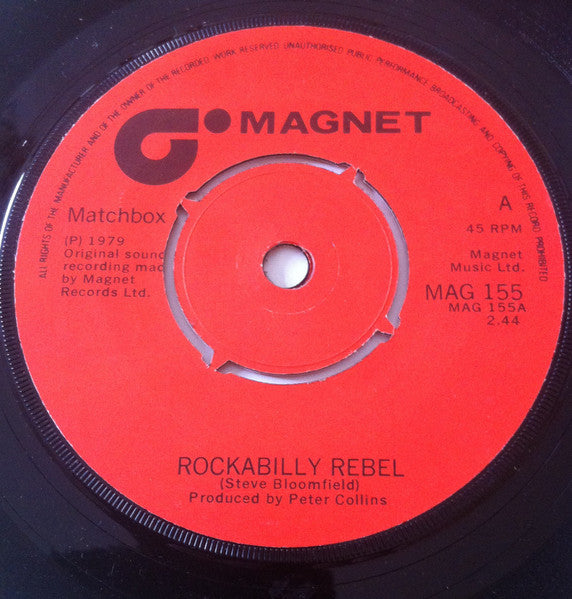 ALL RIGHTS OF THE MANUFACTURER AND OF THE OWNER OF THE RECORDED WORK RESERVED. UNAUTHORISED PUBLIC PERFORMANCE, BROADCASTING AND COPYING OF THIS RECORD PROHIBITED
MAGNET
Matchbox
A
45 RPM
(P) 1979
Original sound
recording mad
by Magnet
Records Ltd.
Magnet
Music Ltd.
MAG 155
MAG 155A
2.44
ROCKABILLY REBEL
(Steve Bloomfield)
Produced by Peter Collins